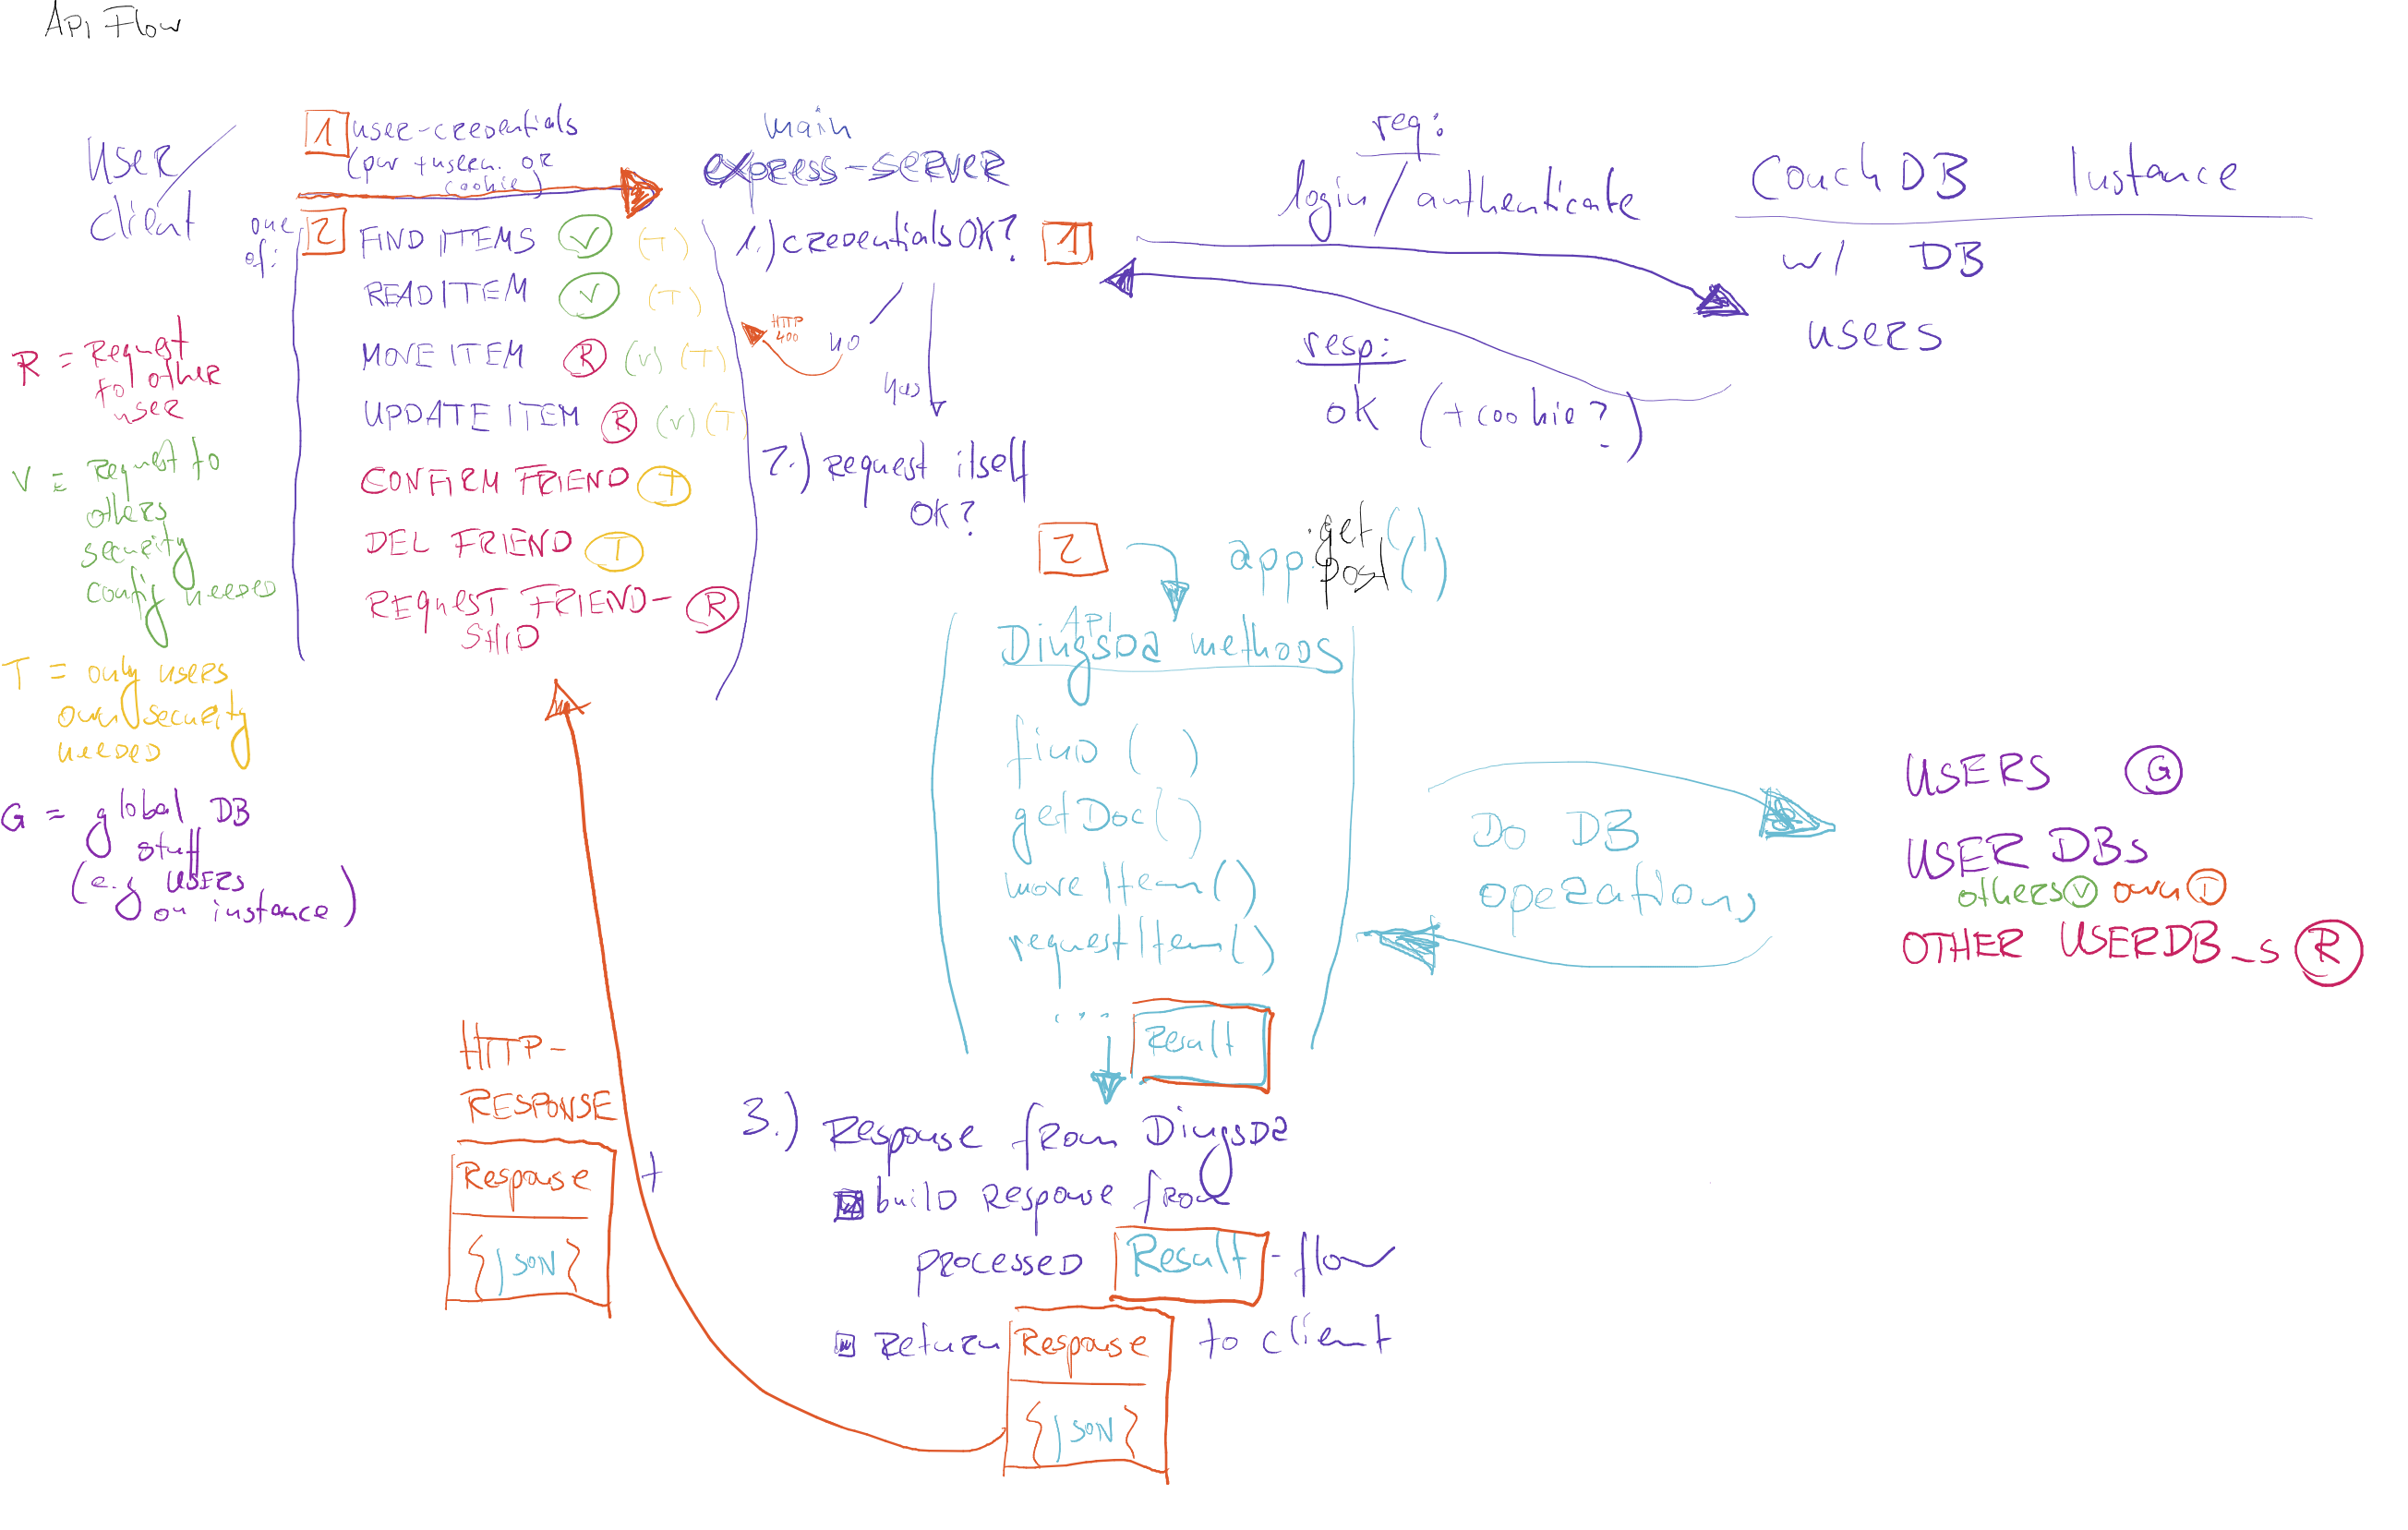 API Flow
User/
client
1 user-credentials
(pw + usern. OR
cookie)
one
of:
2 FIND ITEMS V (T)
READ ITEM V (T)
MOVE ITEM R (V) (T)
UPDATE ITEM R (V) (T)
CONFIRM FRIEND T
DEL FRIEND T
REQUEST FRIEND- R
SHIP
R = Request
to other
user
V = Request to
others
security
config needed
T = only users
own security
needed
G = global DB
stuff
(e.g USERS
on instance)
main
express-server
1.) credentials OK? 1
no
HTTP
400
yes
2.) Request itself
OK?
req:
login/authenticate
resp:
ok (+cookie?)
CouchDB Instance
w/ DB
users
2
app.get()
post()
API
Dingsda methods
find ( )
getDoc()
move Item()
requestItem()
...
Result
Do DB
operations
USERS G
USER DBs
others V own T
OTHER USERDB_s R
3.) Response from Dingsda
build Response from
processed Result - flow
Return Response to client
{JSON}
HTTP-
RESPONSE
Response
{JSON}